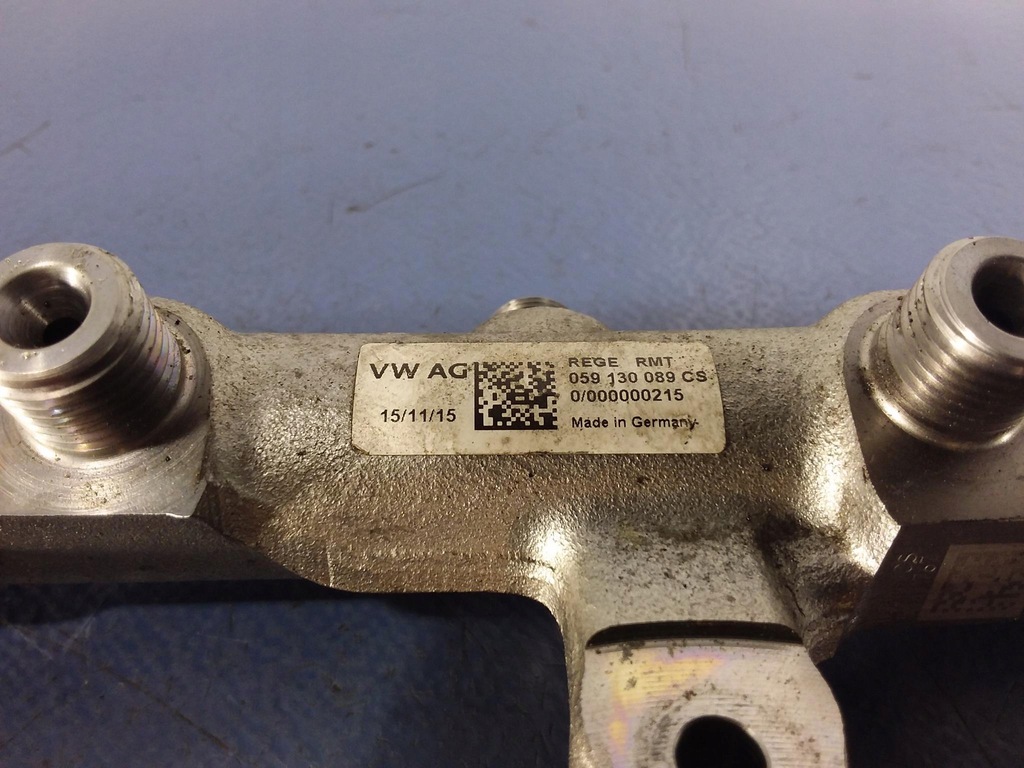 VW AG
15/11/15
REGE RMT
059 130 089 CS
0/000000215
Made in Germany